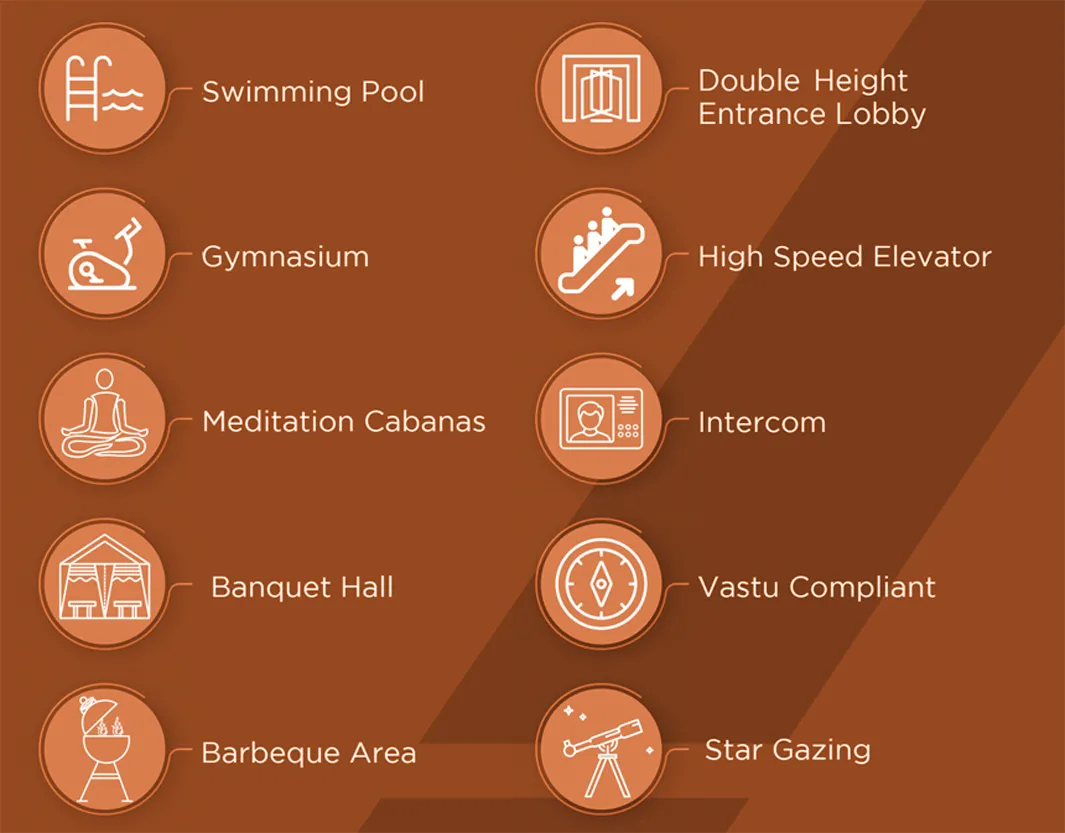 Swimming Pool
Gymnasium
Meditation Cabanas
Banquet Hall
Barbeque Area
Double Height
Entrance Lobby
High Speed Elevator
Intercom
Vastu Compliant
Star Gazing